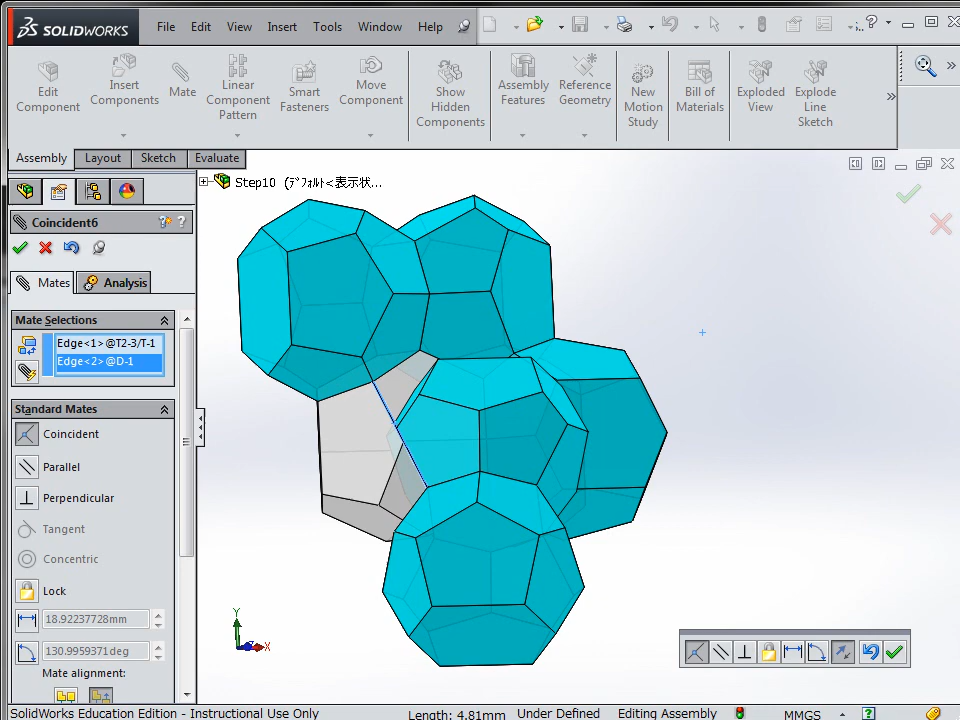 SOLIDWORKS File Edit View Insert Tools Window Help
Edit Component
Insert Components
Mate
Linear Component Pattern
Smart Fasteners
Move Component
Show Hidden Components
Assembly Features
Reference Geometry
New Motion Study
Bill of Materials
Exploded View
Explode Line Sketch
Assembly Layout Sketch Evaluate
Step10 (ﾃﾞﾌｫﾙﾄ<表示状...
Coincident6
Mates Analysis
Mate Selections
Edge<1>@T2-3/T-1
Edge<2>@D-1
Standard Mates
Coincident
Parallel
Perpendicular
Tangent
Concentric
Lock
18.92237728mm
130.9959371deg
Mate alignment:
Y
X
SolidWorks Education Edition - Instructional Use Only Length: 4.81mm Under Defined Editing Assembly MMGS